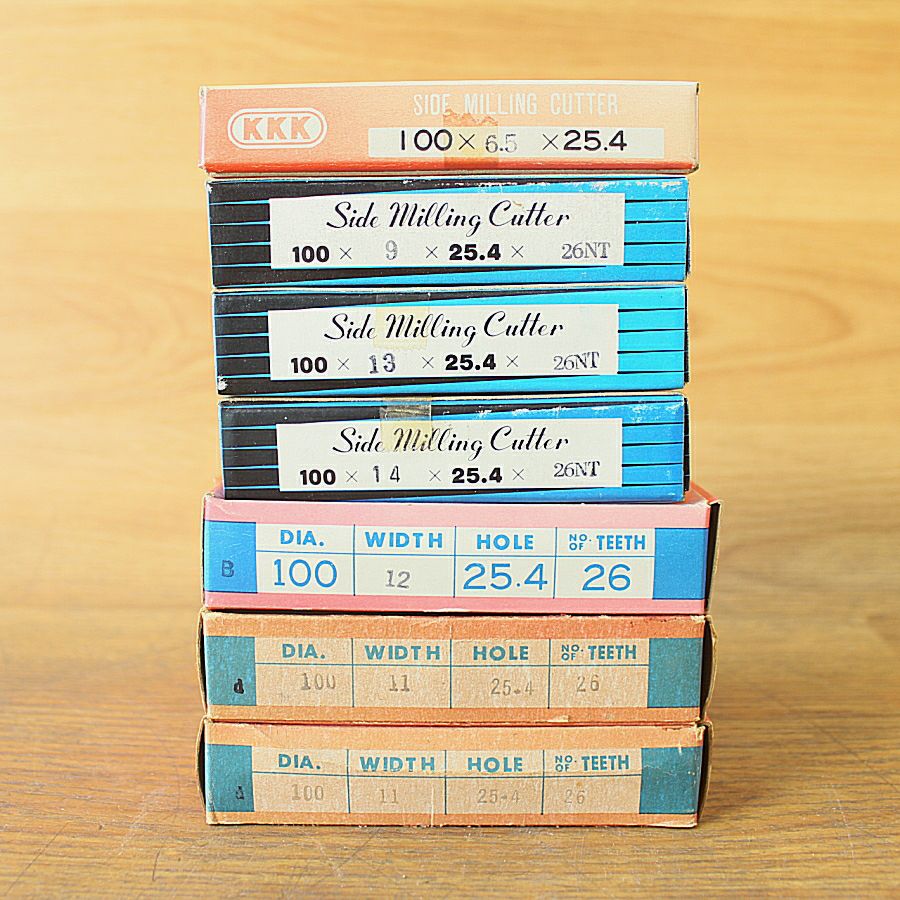 KKK
SIDE MILLING CUTTER
100 × 6.5 × 25.4
Side Milling Cutter
100 × 9 × 25.4 × 26NT
Side Milling Cutter
100 × 13 × 25.4 × 26NT
Side Milling Cutter
100 × 14 × 25.4 × 26NT
DIA. WIDTH HOLE NO. OF TEETH
B 100 12 25.4 26
DIA. WIDTH HOLE NO. OF TEETH
100 11 25.4 26
DIA. WIDTH HOLE NO. OF TEETH
100 11 25.4 26